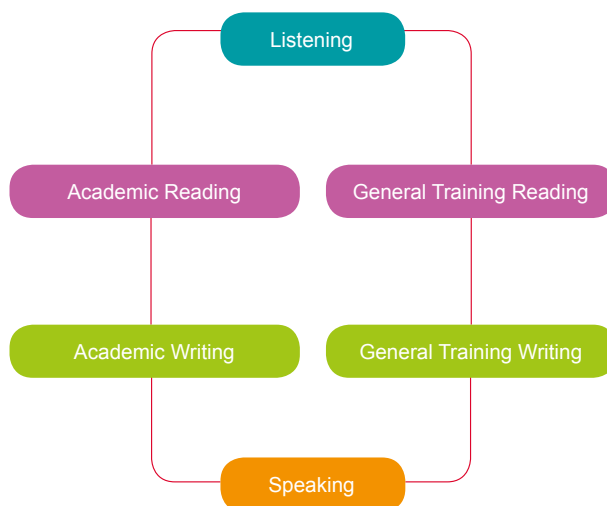 Listening
Academic Reading
General Training Reading
Academic Writing
General Training Writing
Speaking